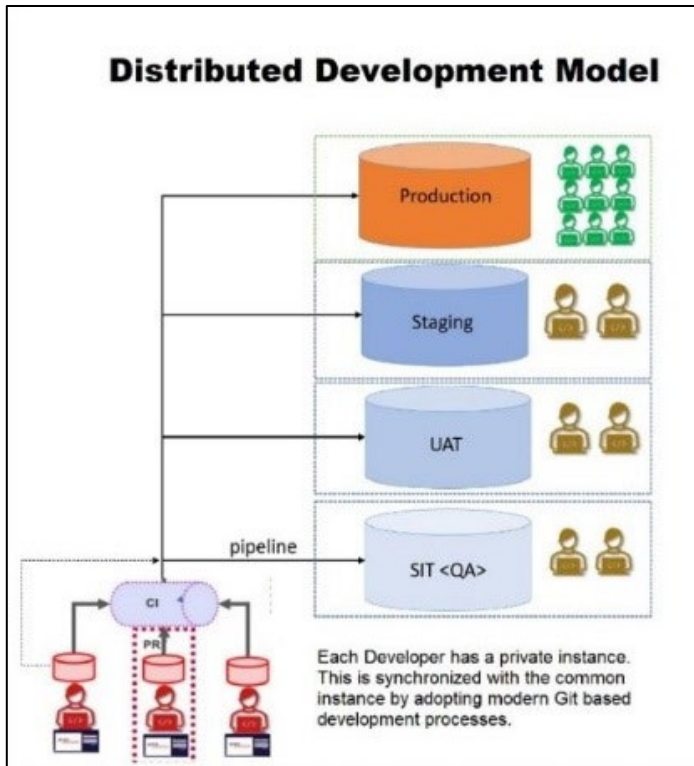 Distributed Development Model
Production
Staging
UAT
pipeline
SIT <QA>
CI
PR
Each Developer has a private instance.
This is synchronized with the common
instance by adopting modern Git based
development processes.